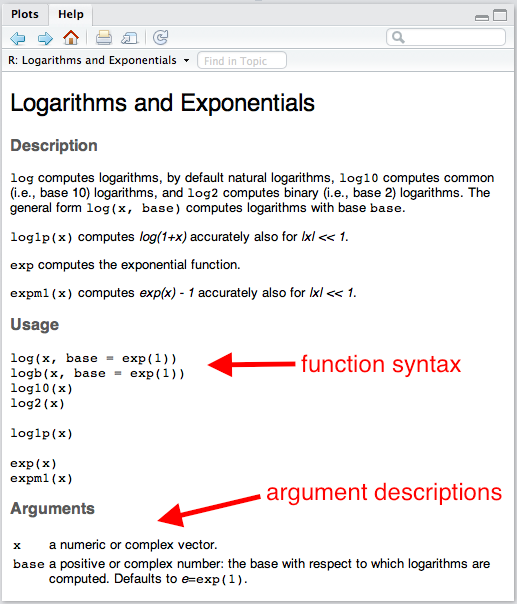 Plots Help
R: Logarithms and Exponentials Find in Topic
Logarithms and Exponentials
Description
log computes logarithms, by default natural logarithms, log10 computes common
(i.e., base 10) logarithms, and log2 computes binary (i.e., base 2) logarithms. The
general form log(x, base) computes logarithms with base base.
log1p(x) computes log(1+x) accurately also for |x| << 1.
exp computes the exponential function.
expm1(x) computes exp(x) - 1 accurately also for |x| << 1.
Usage
log(x, base = exp(1))
logb(x, base = exp(1))
function syntax
log10(x)
log2(x)
log1p(x)
exp(x)
expm1(x)
argument descriptions
Arguments
x a numeric or complex vector.
base a positive or complex number: the base with respect to which logarithms are
computed. Defaults to e=exp(1).